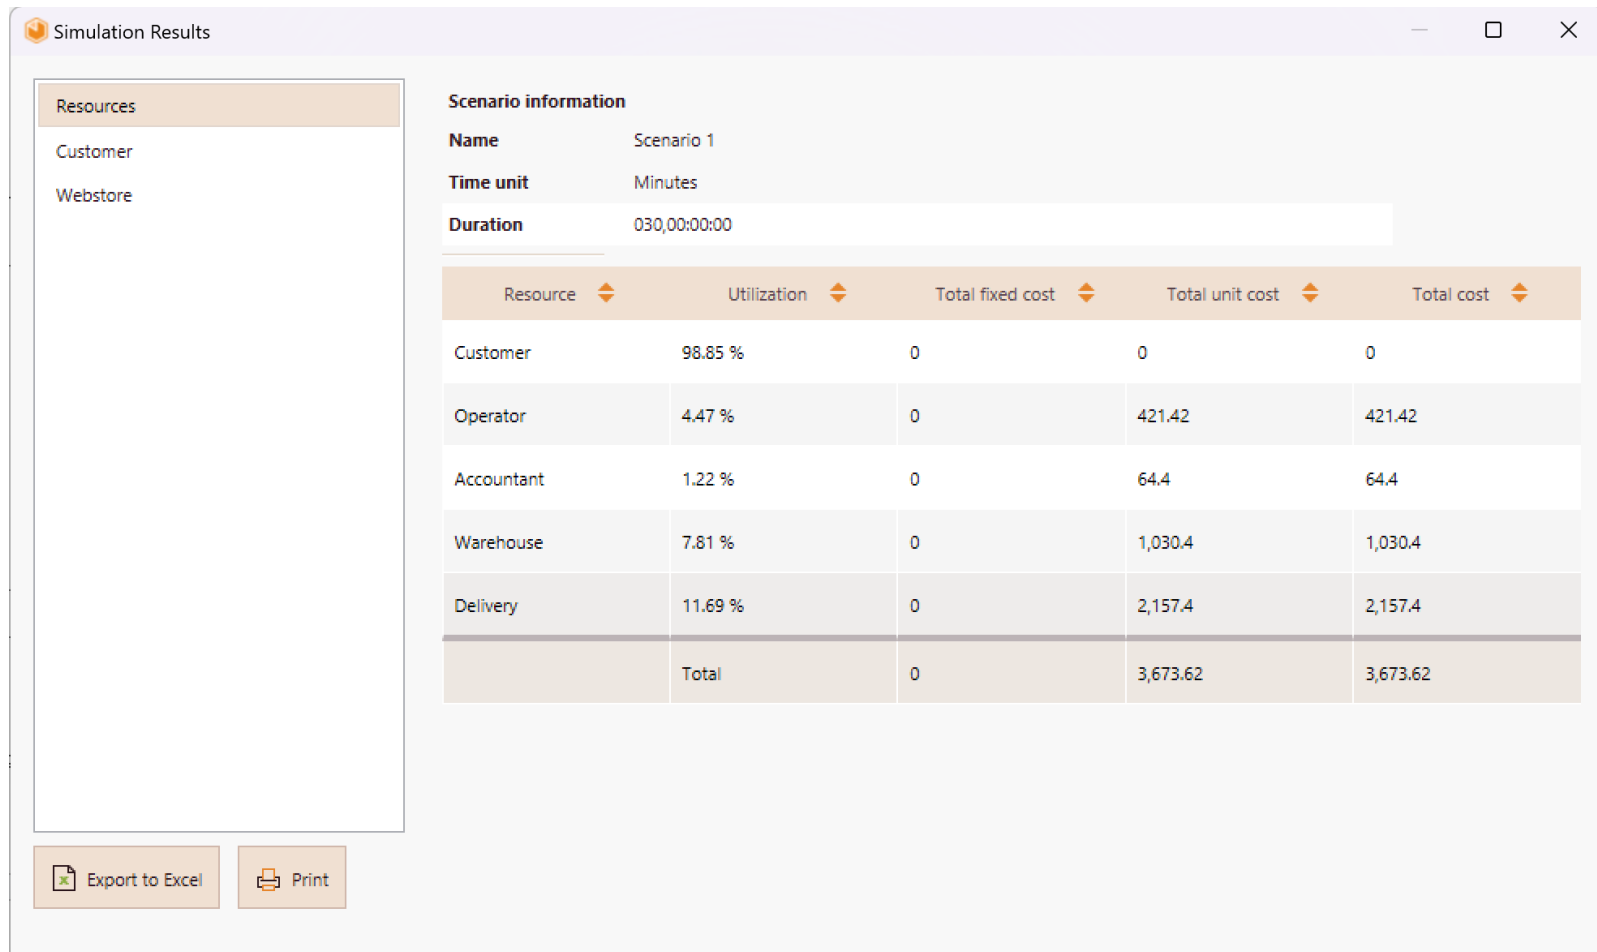 Simulation Results
Resources
Customer
Webstore
Scenario information
Name Scenario 1
Time unit Minutes
Duration 030,00:00:00
Resource Utilization Total fixed cost Total unit cost Total cost
Customer 98.85 % 0 0 0
Operator 4.47 % 0 421.42 421.42
Accountant 1.22 % 0 64.4 64.4
Warehouse 7.81 % 0 1,030.4 1,030.4
Delivery 11.69 % 0 2,157.4 2,157.4
Total 0 3,673.62 3,673.62
Export to Excel Print